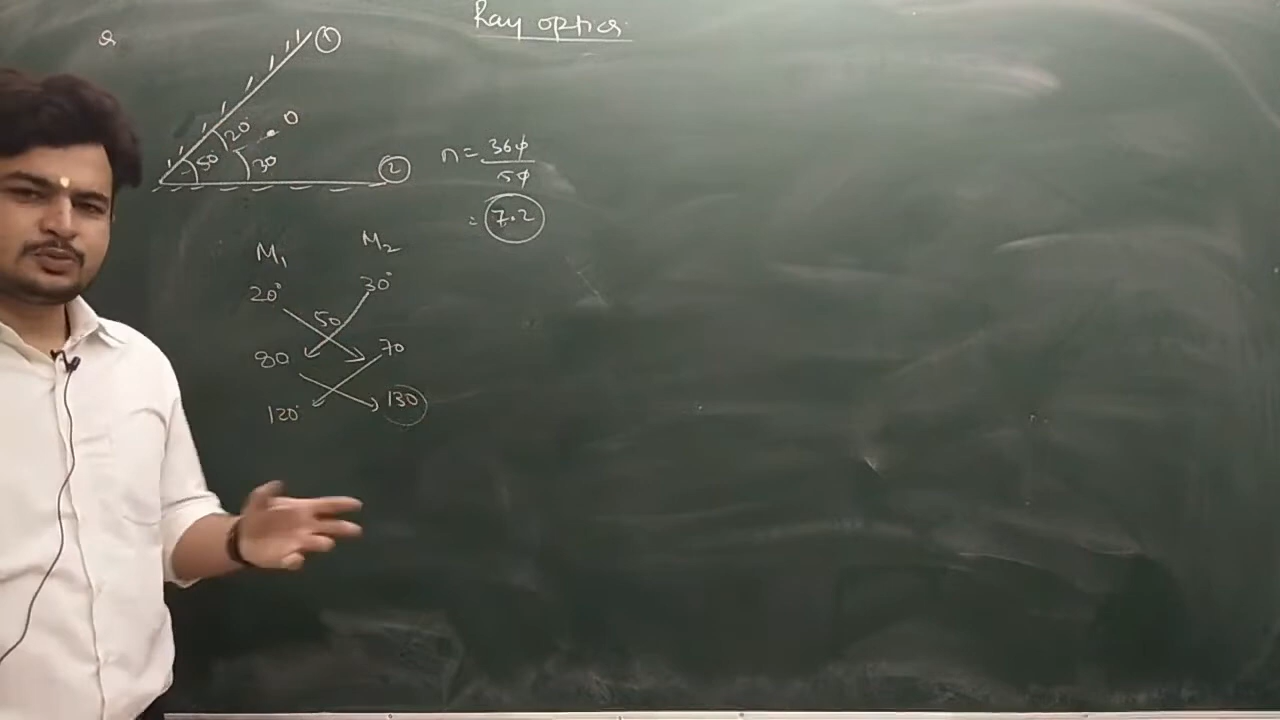 Ray optics
Q
1
20°
O
50°
30
2
n = 360/50
= 7.2
M₁ M₂
20° 30°
50
80 70
120° 130